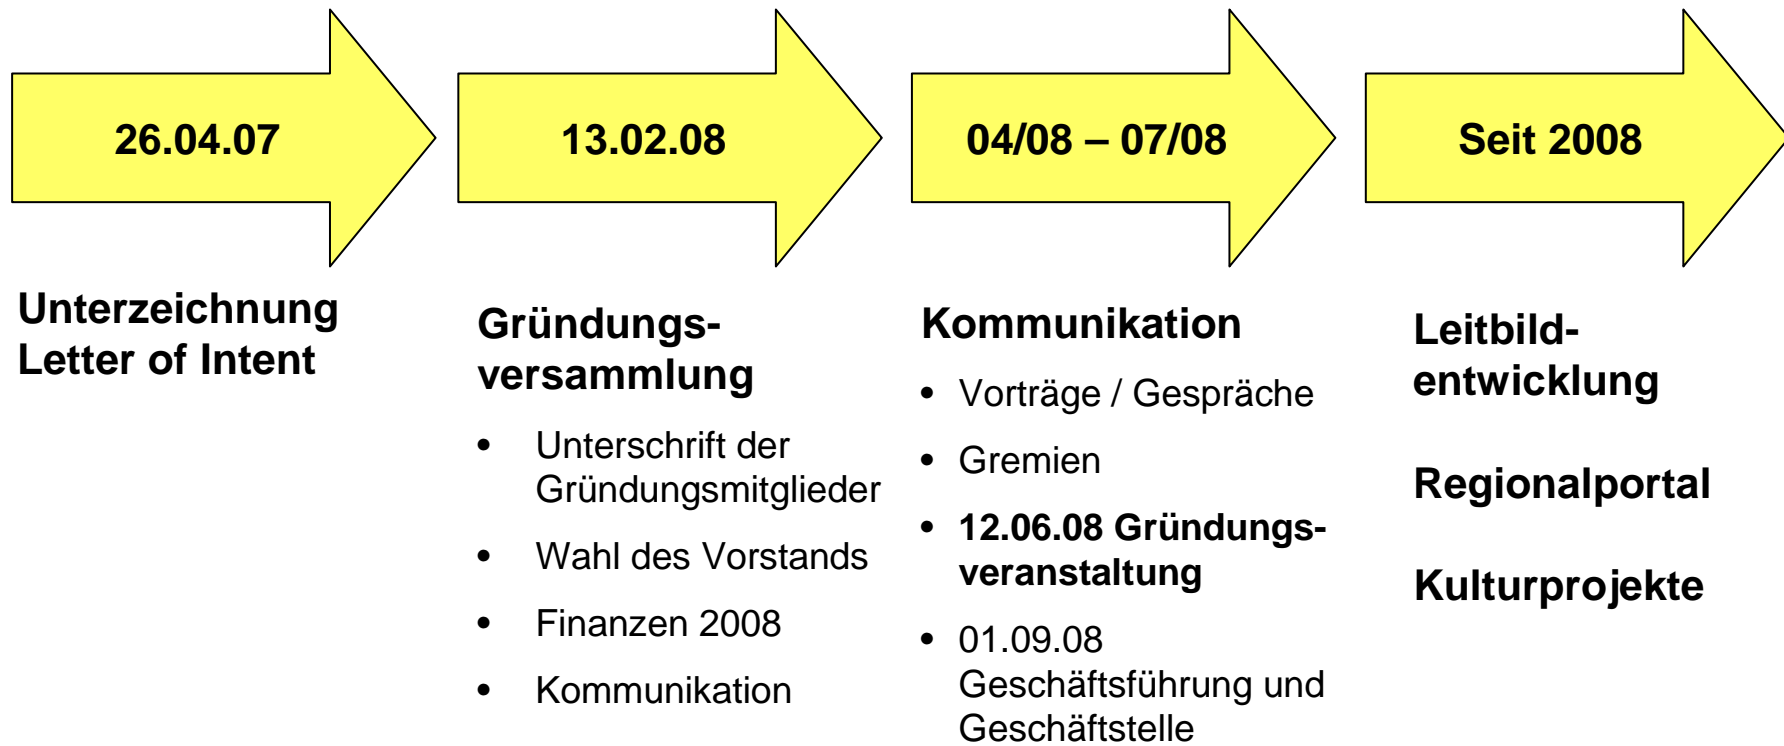 26.04.07
13.02.08
04/08 – 07/08
Seit 2008
Unterzeichnung
Letter of Intent
Gründungs-
versammlung
• Unterschrift der
Gründungsmitglieder
• Wahl des Vorstands
• Finanzen 2008
• Kommunikation
Kommunikation
• Vorträge / Gespräche
• Gremien
• 12.06.08 Gründungs-
veranstaltung
• 01.09.08
Geschäftsführung und
Geschäftstelle
Leitbild-
entwicklung
Regionalportal
Kulturprojekte